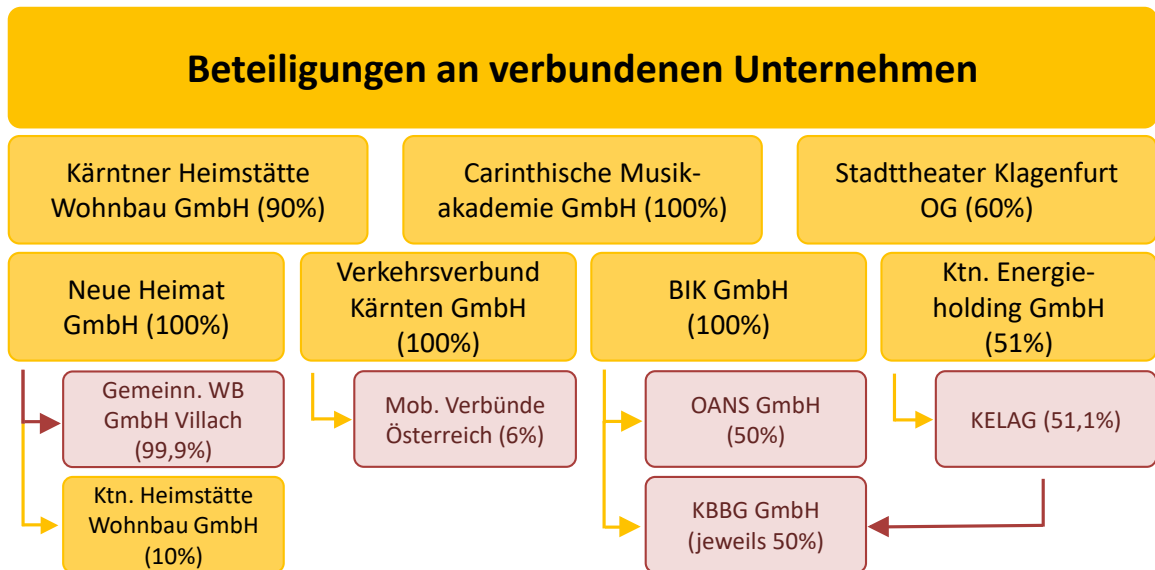 Beteiligungen an verbundenen Unternehmen
Kärntner Heimstätte
Wohnbau GmbH (90%)
Carinthische Musik-
akademie GmbH (100%)
Stadttheater Klagenfurt
OG (60%)
Neue Heimat
GmbH (100%)
Verkehrsverbund
Kärnten GmbH
(100%)
BIK GmbH
(100%)
Ktn. Energie-
holding GmbH
(51%)
Gemeinn. WB
GmbH Villach
(99,9%)
Mob. Verbünde
Österreich (6%)
OANS GmbH
(50%)
KELAG (51,1%)
Ktn. Heimstätte
Wohnbau GmbH
(10%)
KBBG GmbH
(jeweils 50%)